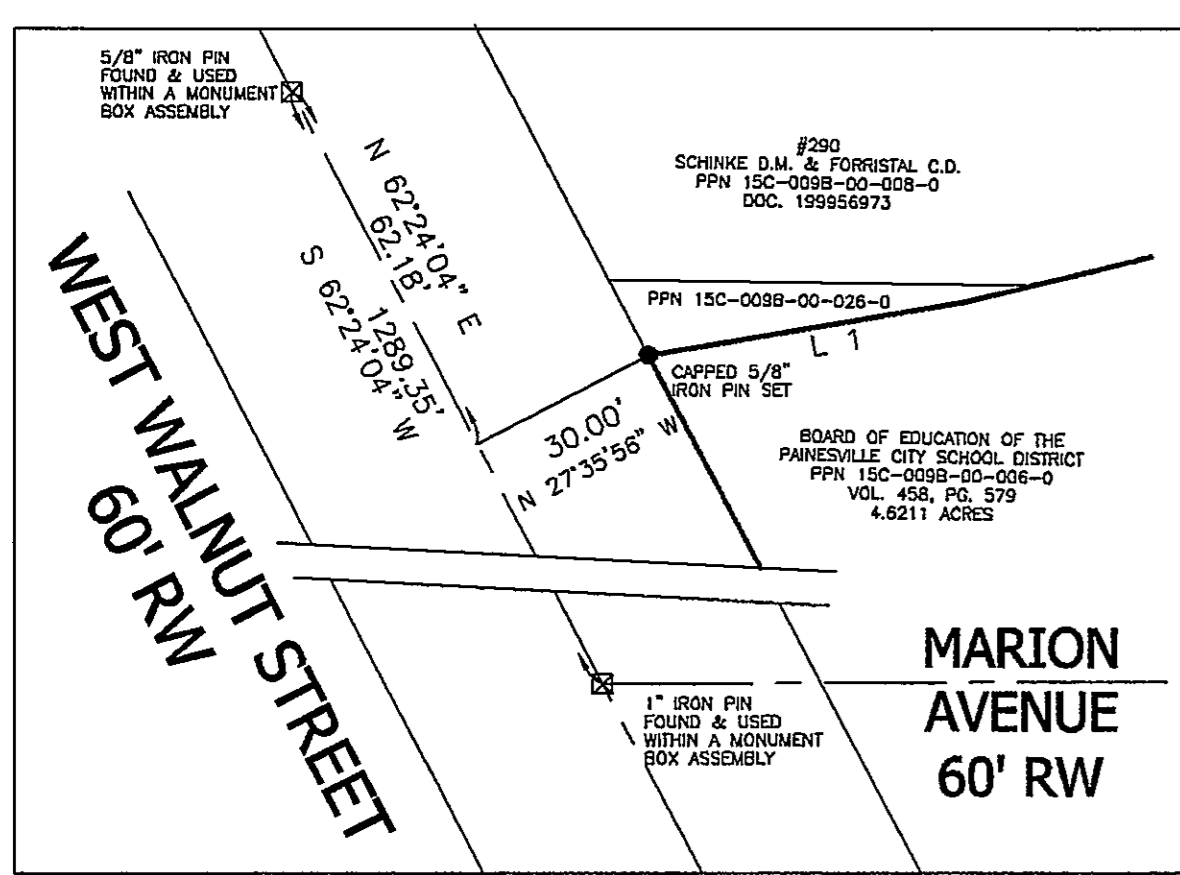 5/8" IRON PIN
FOUND & USED
WITHIN A MONUMENT
BOX ASSEMBLY
#290
SCHINKE D.M. & FORRISTAL C.D.
PPN 15C-009B-00-008-0
DOC. 199956973
N 62°24'04" E
62.18'
1289.35'
S 62°24'04" W
PPN 15C-009B-00-026-0
L 1
CAPPED 5/8"
IRON PIN SET
30.00'
N 27°35'56" W
BOARD OF EDUCATION OF THE
PAINESVILLE CITY SCHOOL DISTRICT
PPN 15C-009B-00-006-0
VOL. 458, PG. 579
4.6211 ACRES
WEST WALNUT STREET
60' RW
1" IRON PIN
FOUND & USED
WITHIN A MONUMENT
BOX ASSEMBLY
MARION
AVENUE
60' RW